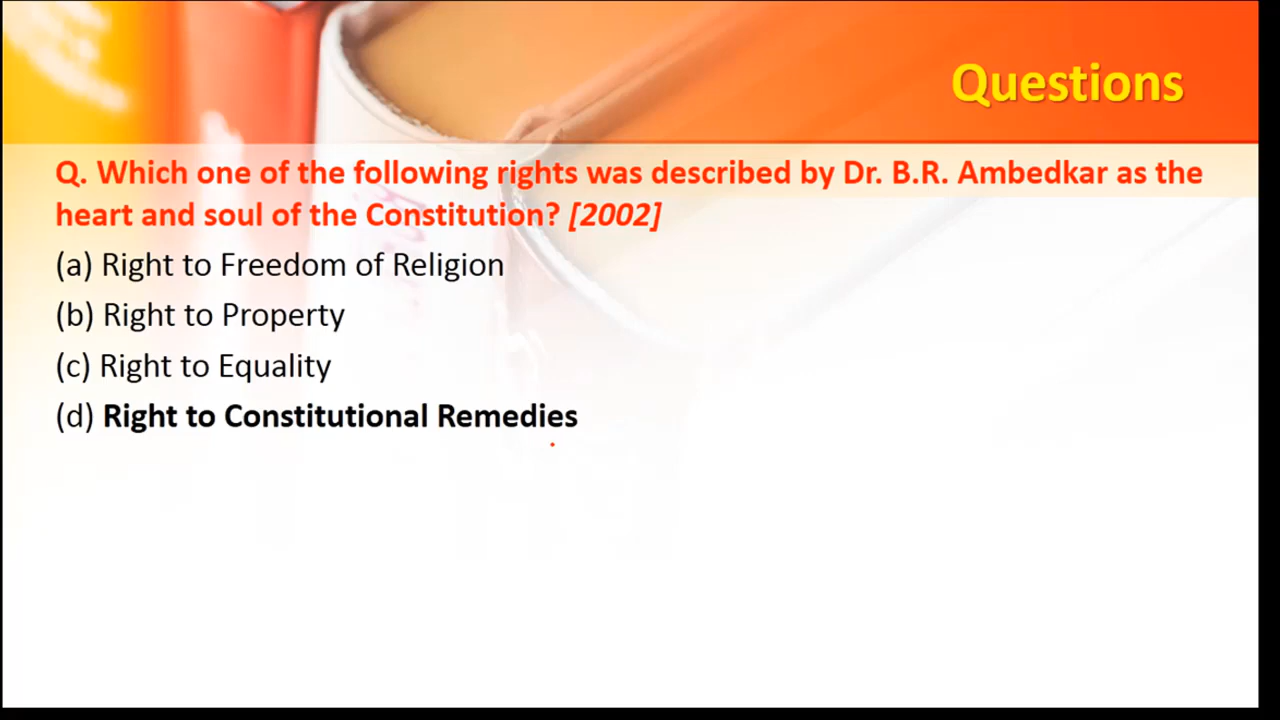 Questions
Q. Which one of the following rights was described by Dr. B.R. Ambedkar as the
heart and soul of the Constitution? [2002]
(a) Right to Freedom of Religion
(b) Right to Property
(c) Right to Equality
(d) Right to Constitutional Remedies